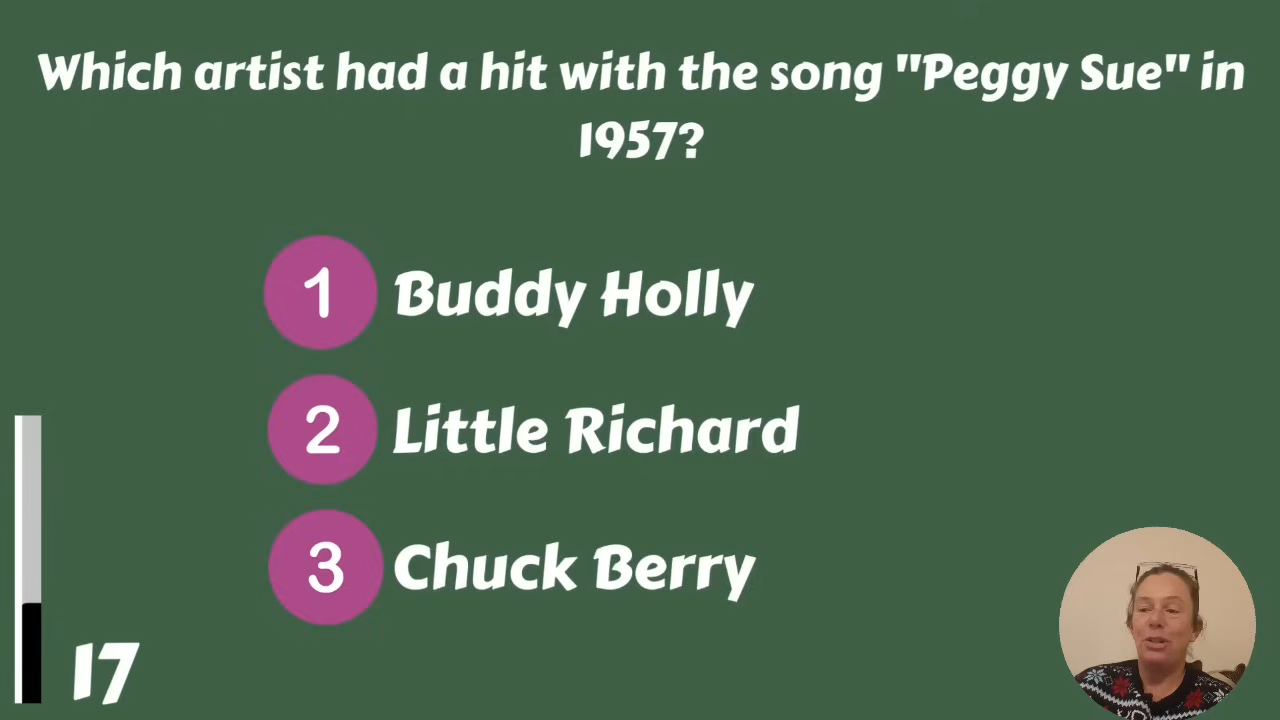 Which artist had a hit with the song "Peggy Sue" in
1957?
1 Buddy Holly
2 Little Richard
3 Chuck Berry
17